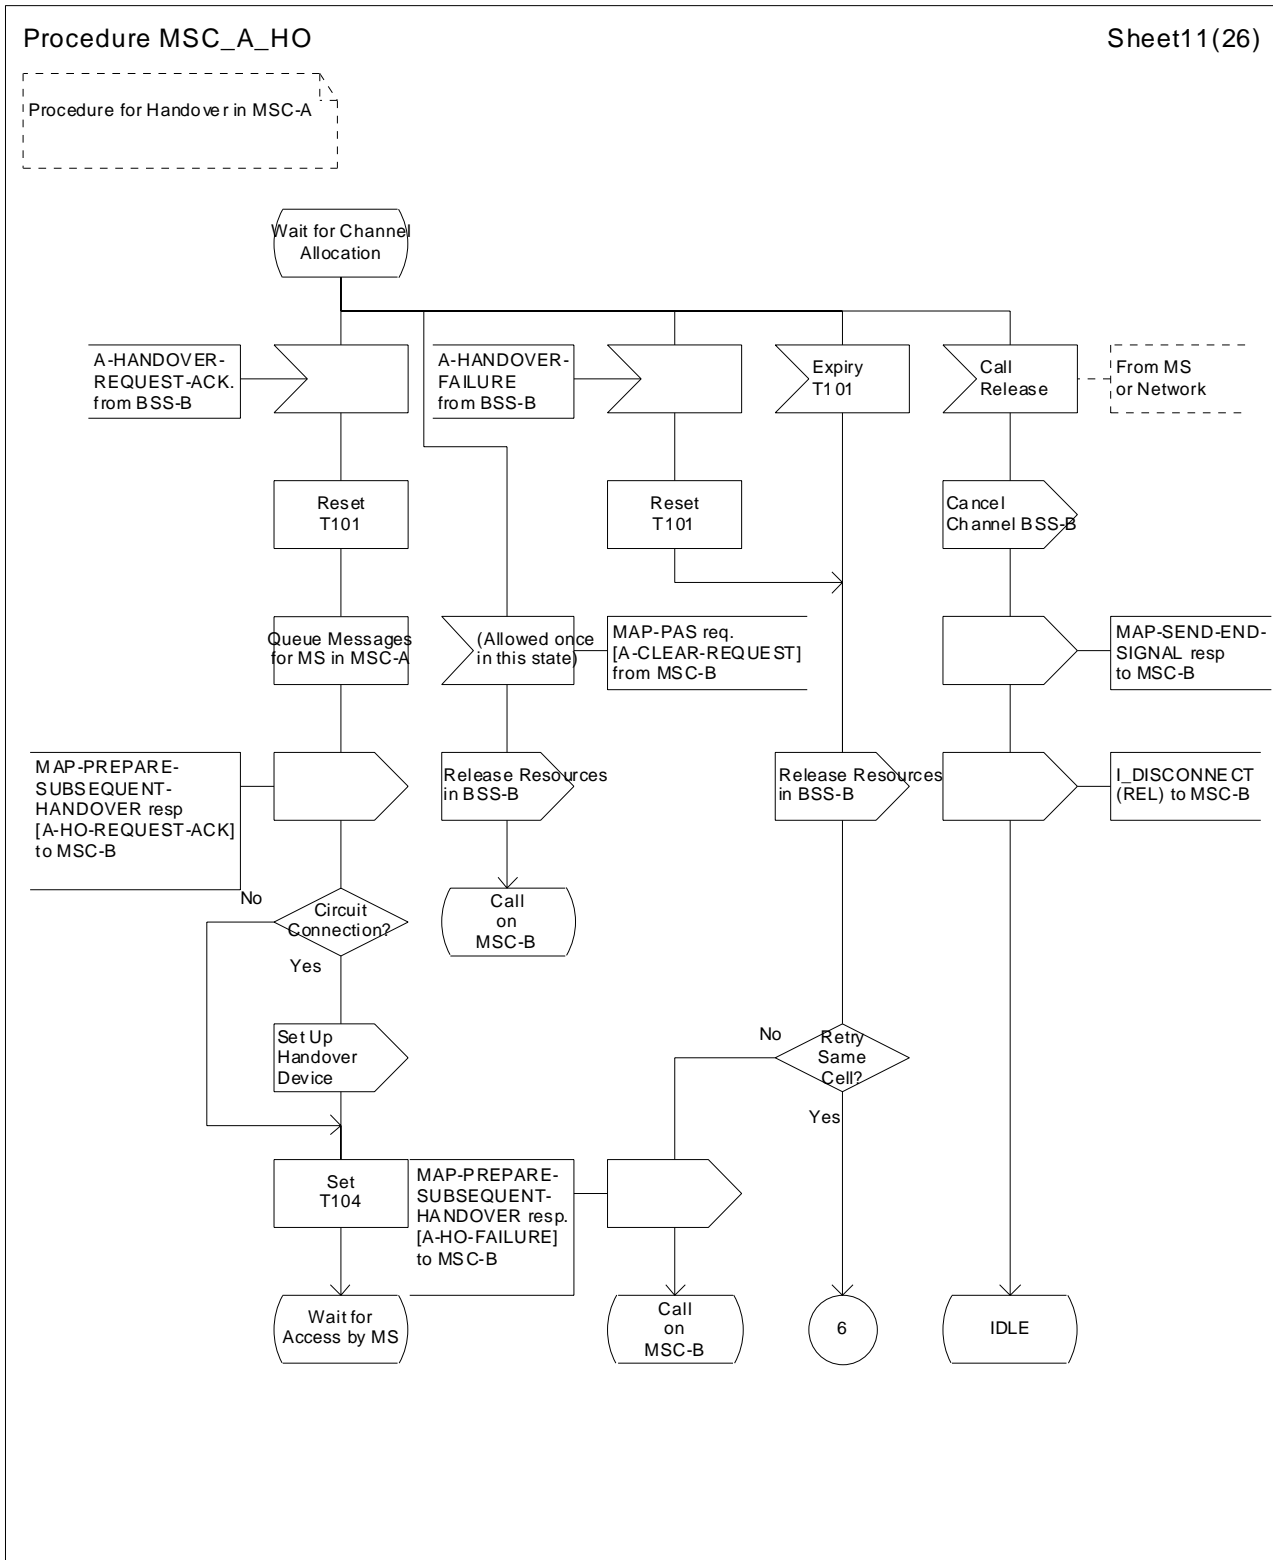 Procedure MSC_A_HO
Sheet11(26)
Procedure for Handover in MSC-A
Wait for Channel
Allocation
A-HANDOVER-
REQUEST-ACK.
from BSS-B
A-HANDOVER-
FAILURE
from BSS-B
Expiry
T101
Call
Release
From MS
or Network
Reset
T101
Reset
T101
Cancel
Channel BSS-B
Queue Messages
for MS in MSC-A
(Allowed once
in this state)
MAP-PAS req.
[A-CLEAR-REQUEST]
from MSC-B
MAP-SEND-END-
SIGNAL resp
to MSC-B
MAP-PREPARE-
SUBSEQUENT-
HANDOVER resp
[A-HO-REQUEST-ACK]
to MSC-B
Release Resources
in BSS-B
Release Resources
in BSS-B
I_DISCONNECT
(REL) to MSC-B
No
Circuit
Connection?
Yes
Call
on
MSC-B
Set Up
Handover
Device
No
Retry
Same
Cell?
Yes
Set
T104
MAP-PREPARE-
SUBSEQUENT-
HANDOVER resp.
[A-HO-FAILURE]
to MSC-B
Wait for
Access by MS
Call
on
MSC-B
6
IDLE